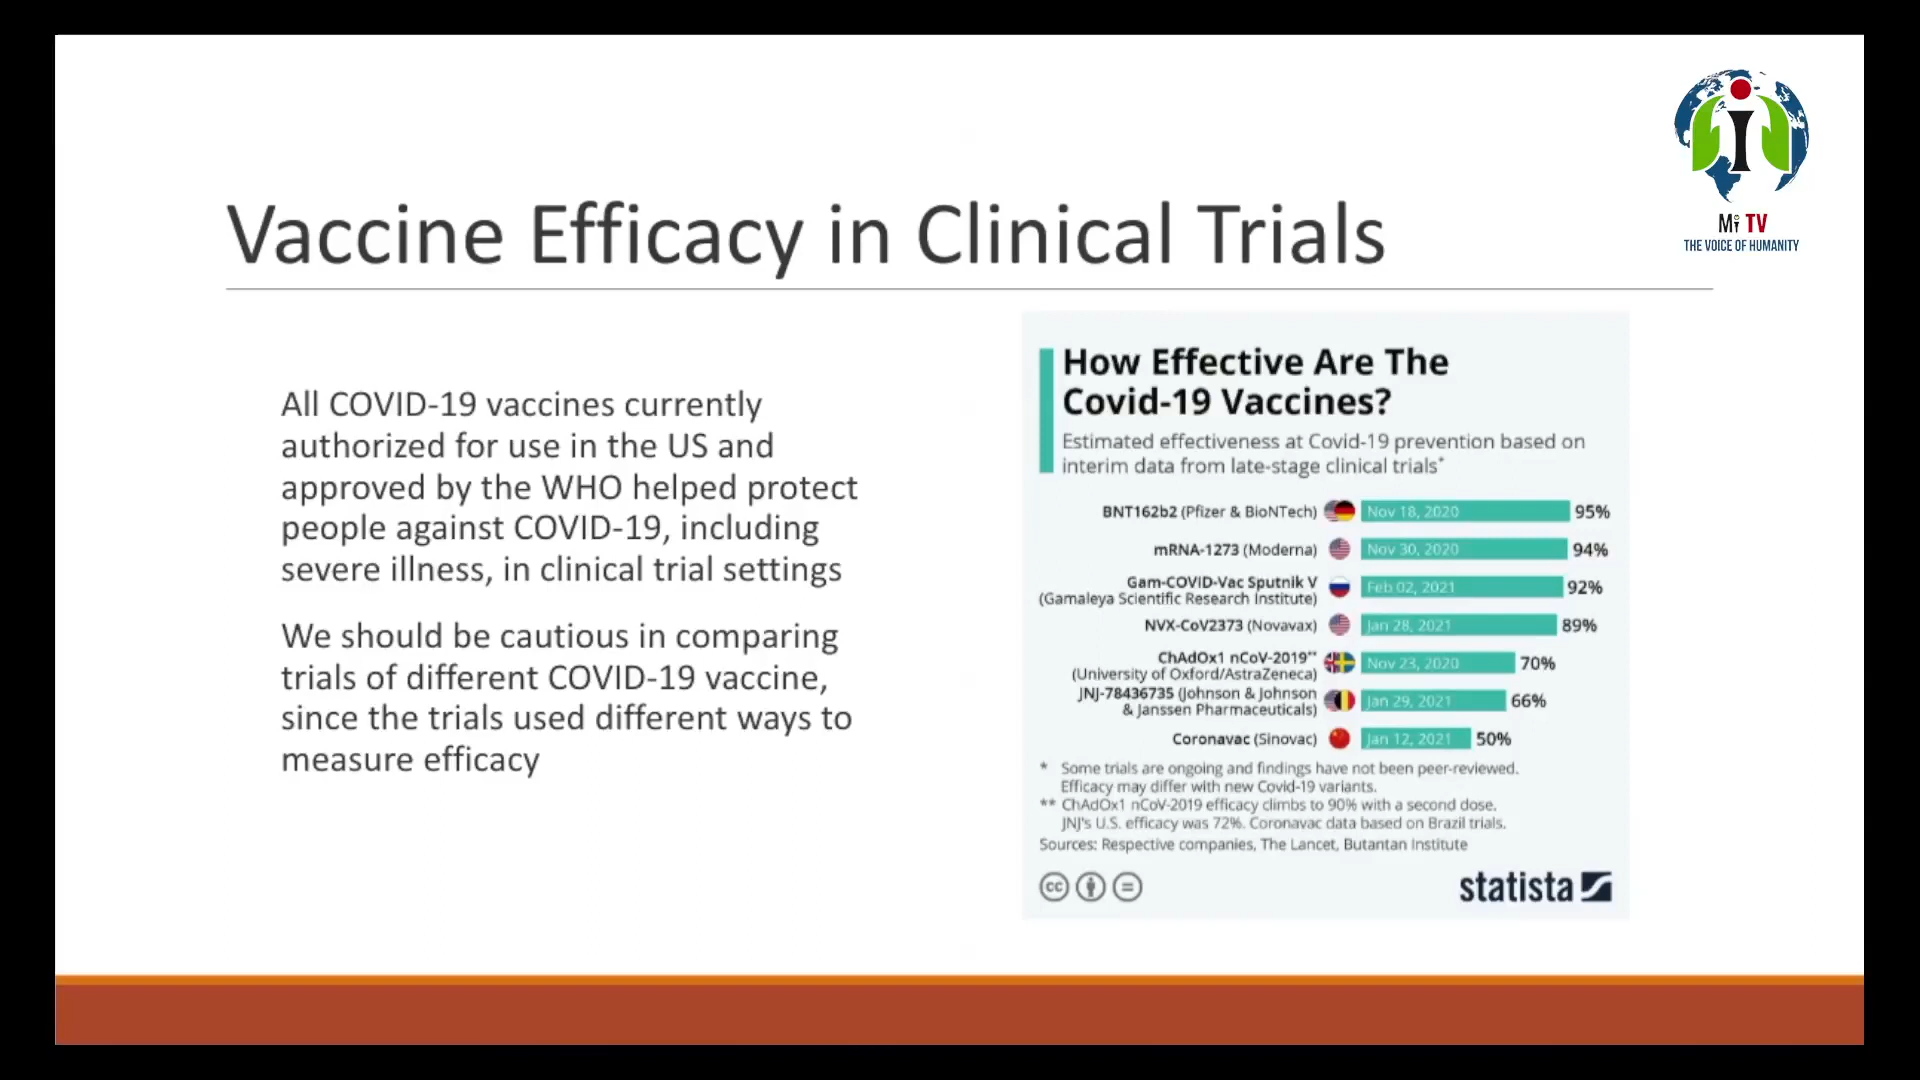 Mi TV
THE VOICE OF HUMANITY
Vaccine Efficacy in Clinical Trials
All COVID-19 vaccines currently
authorized for use in the US and
approved by the WHO helped protect
people against COVID-19, including
severe illness, in clinical trial settings
We should be cautious in comparing
trials of different COVID-19 vaccine,
since the trials used different ways to
measure efficacy
How Effective Are The
Covid-19 Vaccines?
Estimated effectiveness at Covid-19 prevention based on
interim data from late-stage clinical trials*
BNT162b2 (Pfizer & BioNTech) Nov 18, 2020 95%
mRNA-1273 (Moderna) Nov 30, 2020 94%
Gam-COVID-Vac Sputnik V
(Gamaleya Scientific Research Institute) Feb 02, 2021 92%
NVX-CoV2373 (Novavax) Jan 28, 2021 89%
ChAdOx1 nCoV-2019**
(University of Oxford/AstraZeneca) Nov 23, 2020 70%
JNJ-78436735 (Johnson & Johnson
& Janssen Pharmaceuticals) Jan 29, 2021 66%
Coronavac (Sinovac) Jan 12, 2021 50%
* Some trials are ongoing and findings have not been peer-reviewed.
Efficacy may differ with new Covid-19 variants.
** ChAdOx1 nCoV-2019 efficacy climbs to 90% with a second dose.
JNJ's U.S. efficacy was 72%. Coronavac data based on Brazil trials.
Sources: Respective companies, The Lancet, Butantan Institute
cc
statista